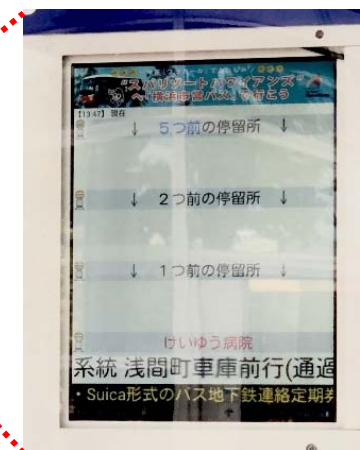 "スパリゾートハワイアンズ"
へ"横浜市営バス"で行こう
【13:47】 現在
↓ 5つ前の停留所 ↓
↓ 2つ前の停留所 ↓
↓ 1つ前の停留所 ↓
けいゆう病院
系統 浅間町車庫前行(通過
・Suica形式のバス地下鉄連絡定期券